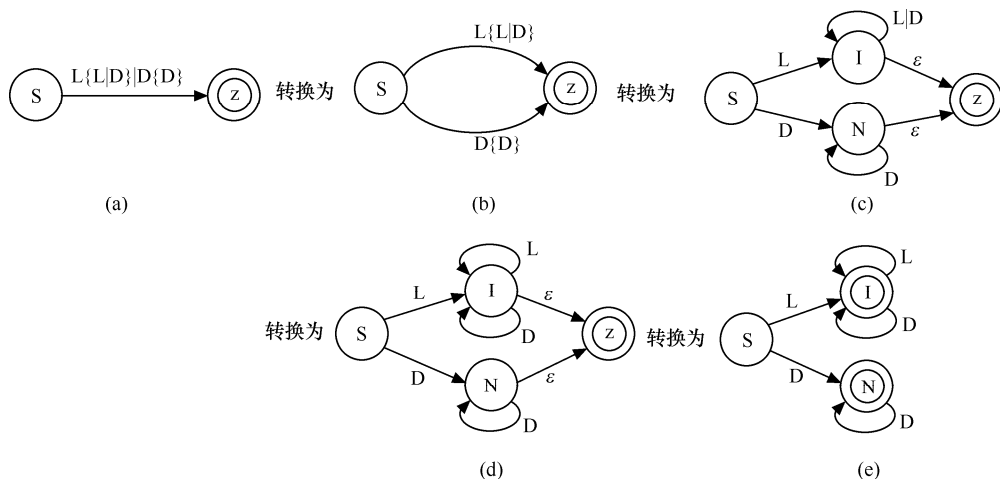 S L{L|D}|D{D} Z 转换为
S L{L|D} D{D} Z 转换为
S L D I N L|D D ε ε Z
(a) (b) (c)
转换为 S L D I N L D D ε ε Z 转换为
S L D I N L D D
(d) (e)